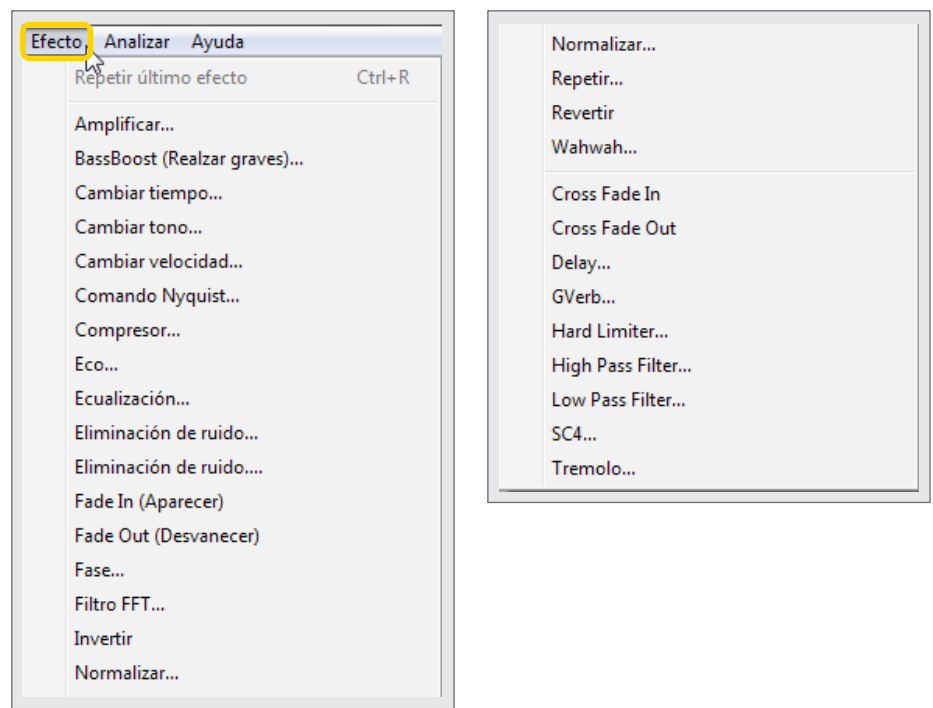 Efecto Analizar Ayuda
Repetir último efecto Ctrl+R
Amplificar...
BassBoost (Realzar graves)...
Cambiar tiempo...
Cambiar tono...
Cambiar velocidad...
Comando Nyquist...
Compresor...
Eco...
Ecualización...
Eliminación de ruido...
Eliminación de ruido....
Fade In (Aparecer)
Fade Out (Desvanecer)
Fase...
Filtro FFT...
Invertir
Normalizar...
Normalizar...
Repetir...
Revertir
Wahwah...
Cross Fade In
Cross Fade Out
Delay...
GVerb...
Hard Limiter...
High Pass Filter...
Low Pass Filter...
SC4...
Tremolo...